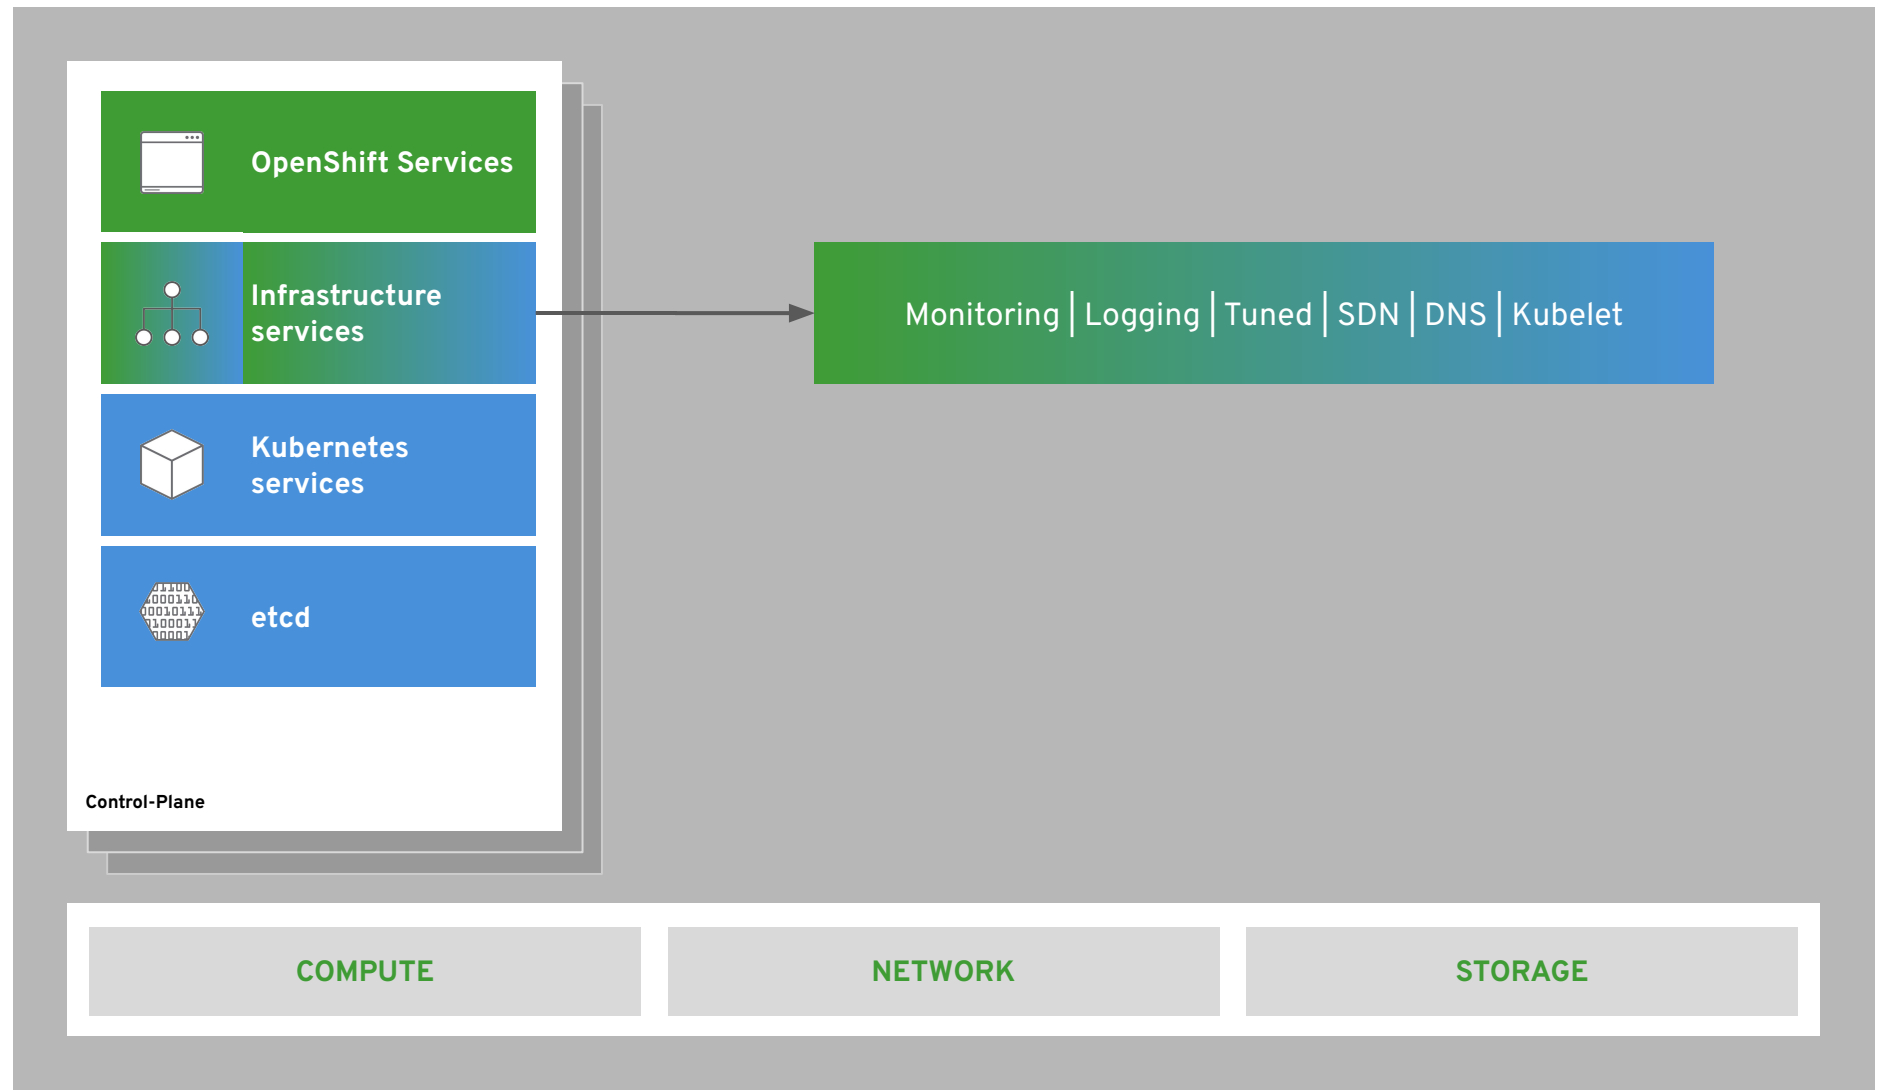 OpenShift Services
Infrastructure
services
Monitoring | Logging | Tuned | SDN | DNS | Kubelet
Kubernetes
services
etcd
Control-Plane
COMPUTE
NETWORK
STORAGE